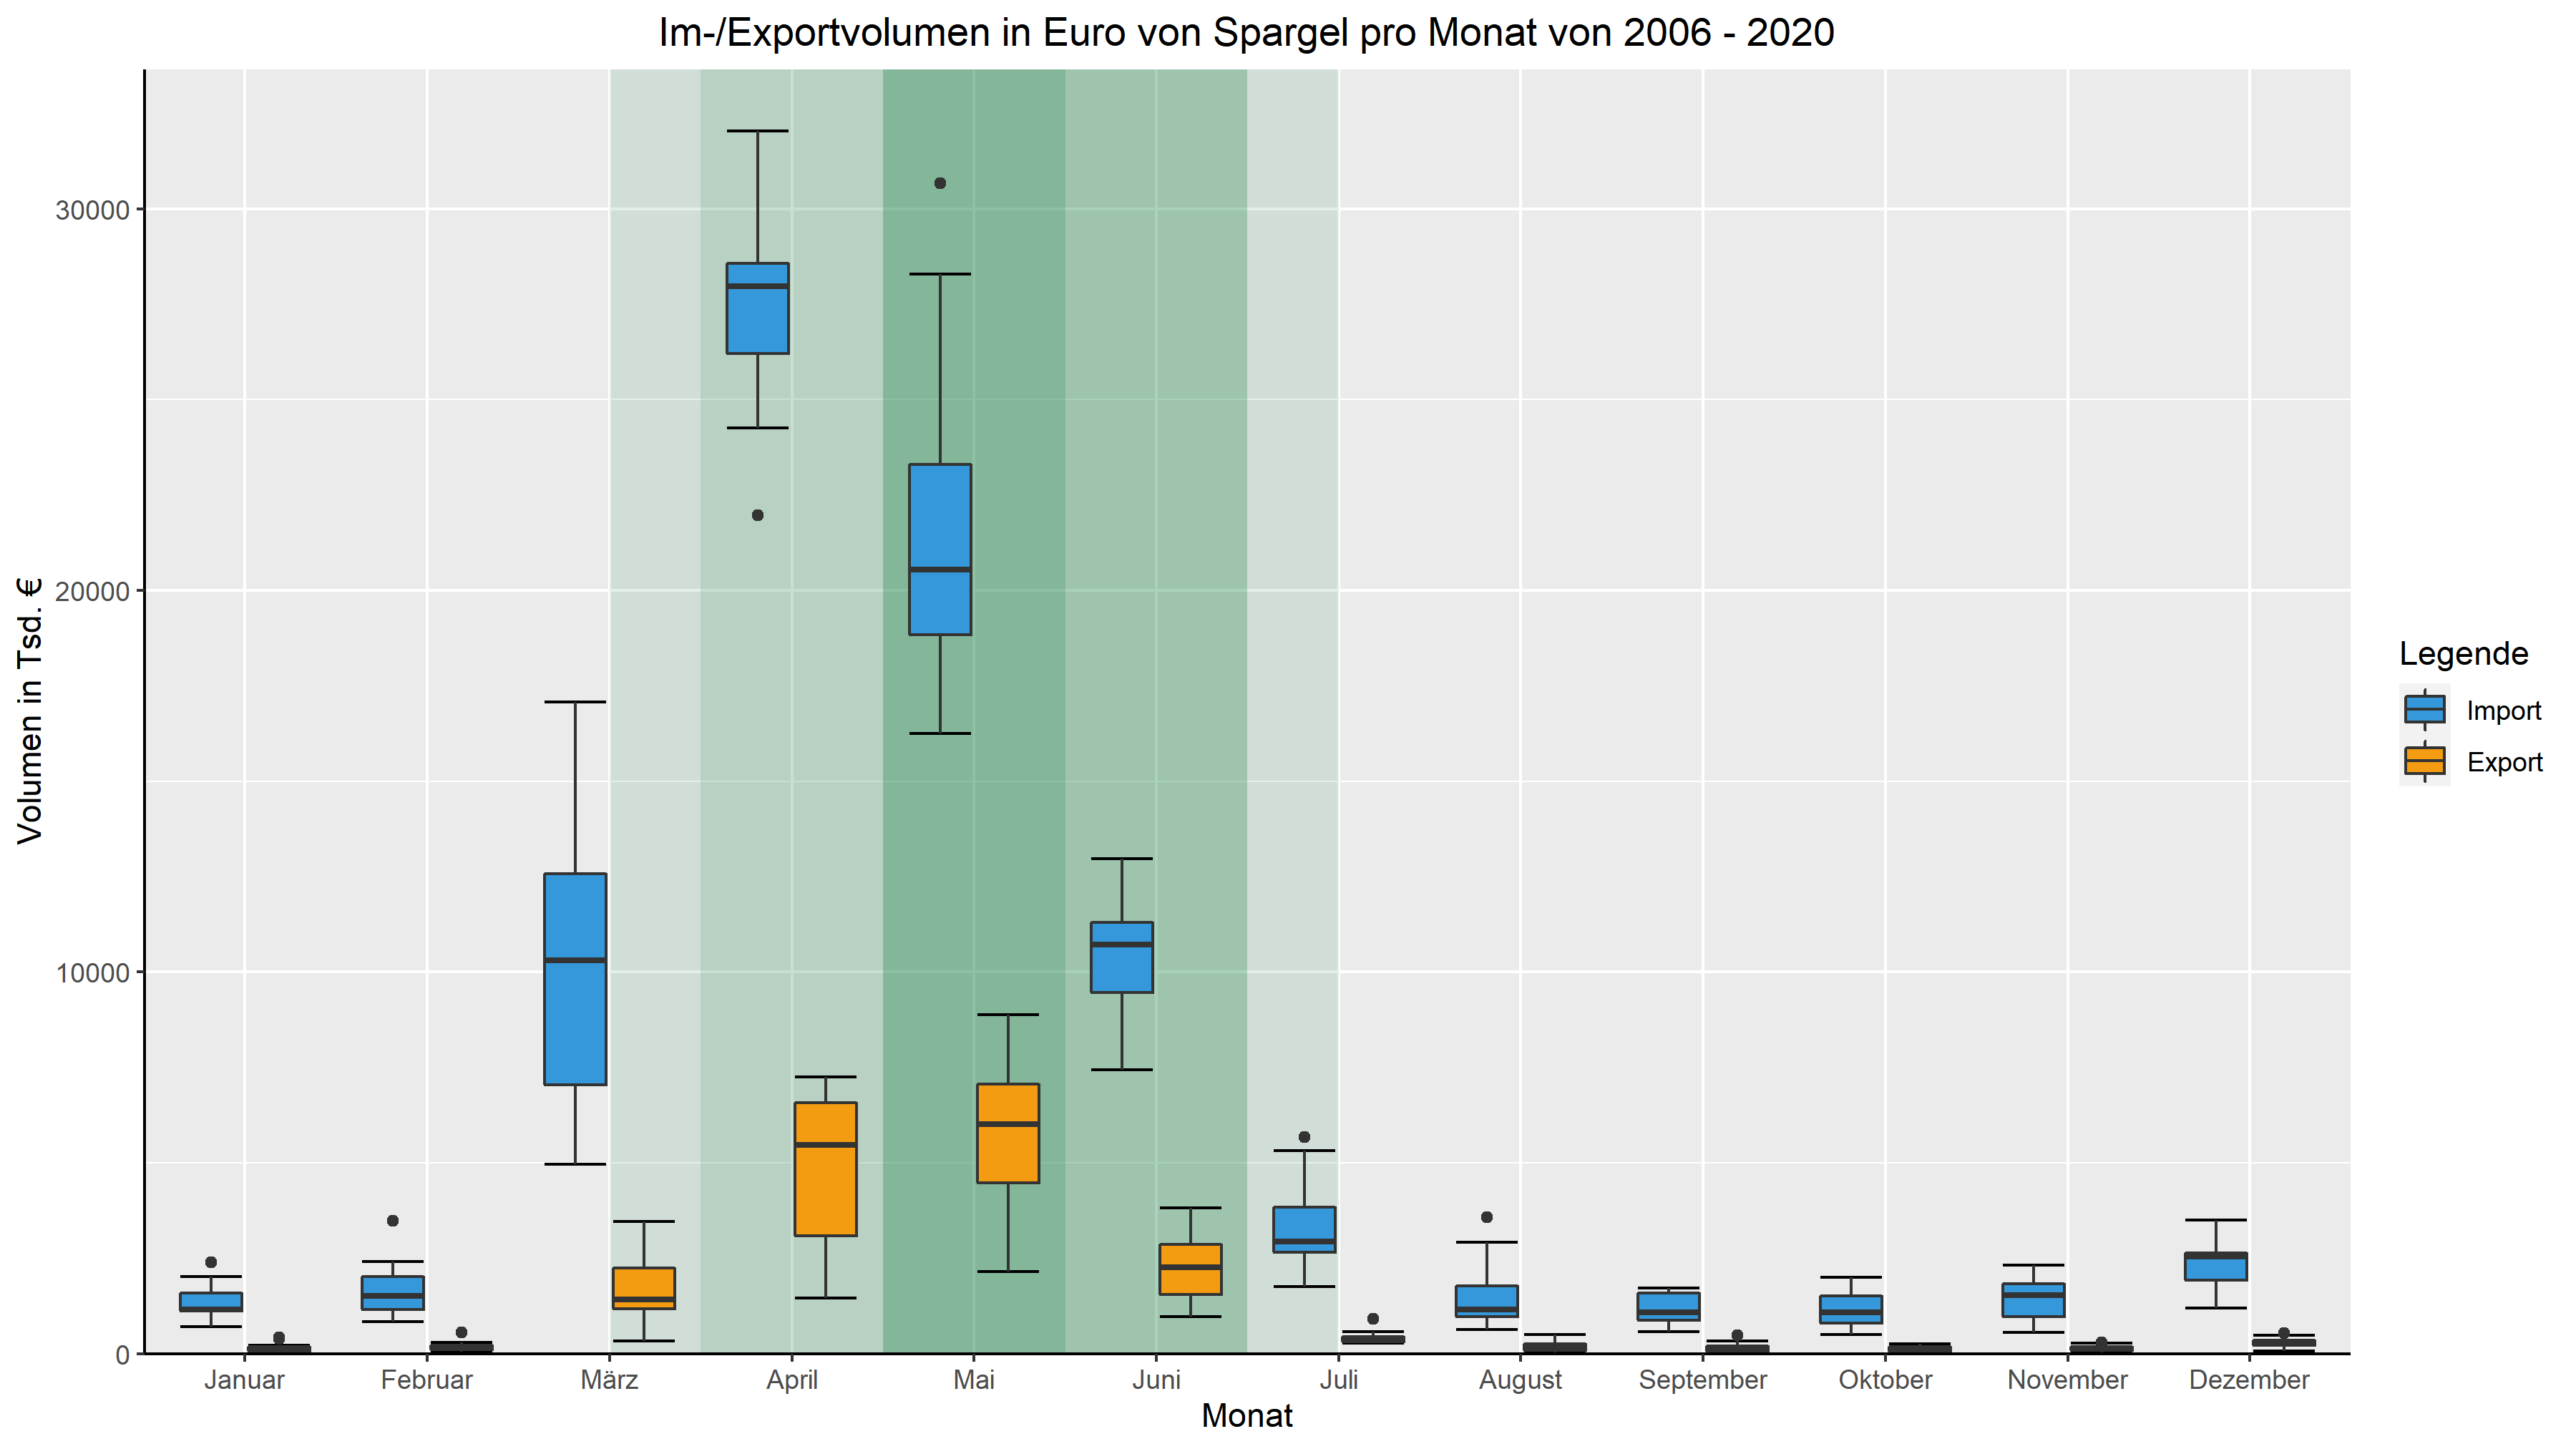 Im-/Exportvolumen in Euro von Spargel pro Monat von 2006 - 2020
Volumen in Tsd. €
30000
20000
10000
0
Januar Februar März April Mai Juni Juli August September Oktober November Dezember
Monat
Legende
Import
Export